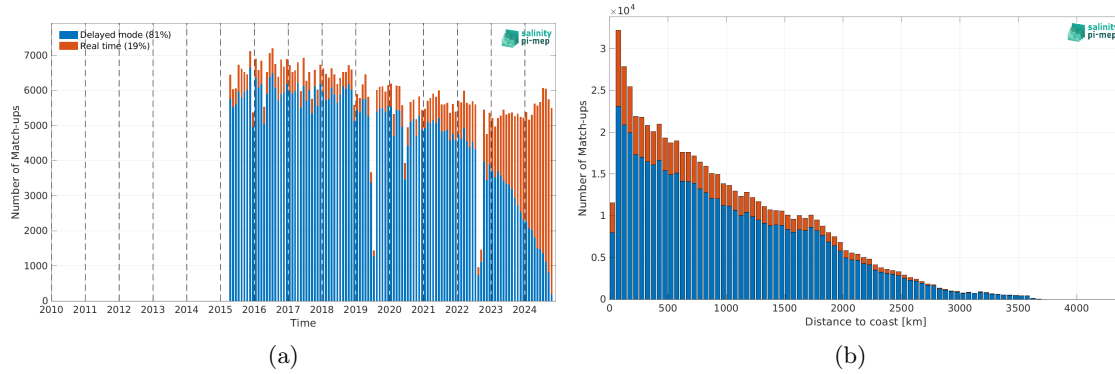 Delayed mode (81%)
Real time (19%)
salinity
pi-mep
Number of Match-ups
7000
6000
5000
4000
3000
2000
1000
0
2010 2011 2012 2013 2014 2015 2016 2017 2018 2019 2020 2021 2022 2023 2024
Time
(a)
×10⁴
salinity
pi-mep
Number of Match-ups
3
2.5
2
1.5
1
0.5
0
0 500 1000 1500 2000 2500 3000 3500 4000
Distance to coast [km]
(b)